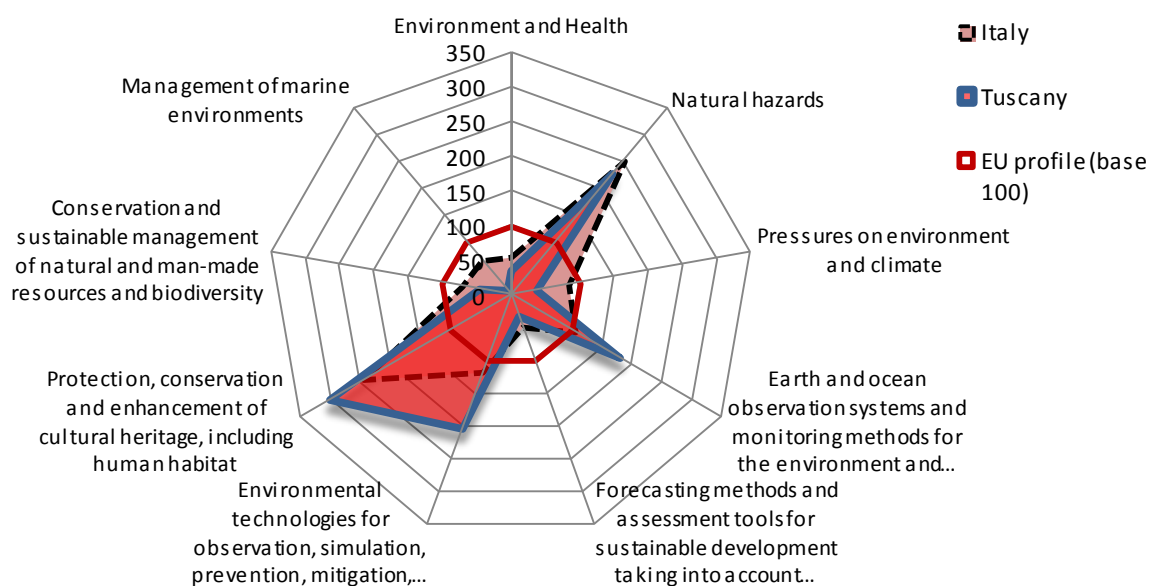 Environment and Health
350
300
250
200
150
100
50
0
Natural hazards
Pressures on environment
and climate
Earth and ocean
observation systems and
monitoring methods for
the environment and...
Forecasting methods and
assessment tools for
sustainable development
taking into account...
Environmental
technologies for
observation, simulation,
prevention, mitigation,...
Protection, conservation
and enhancement of
cultural heritage, including
human habitat
Conservation and
sustainable management
of natural and man-made
resources and biodiversity
Management of marine
environments
Italy
Tuscany
EU profile (base
100)